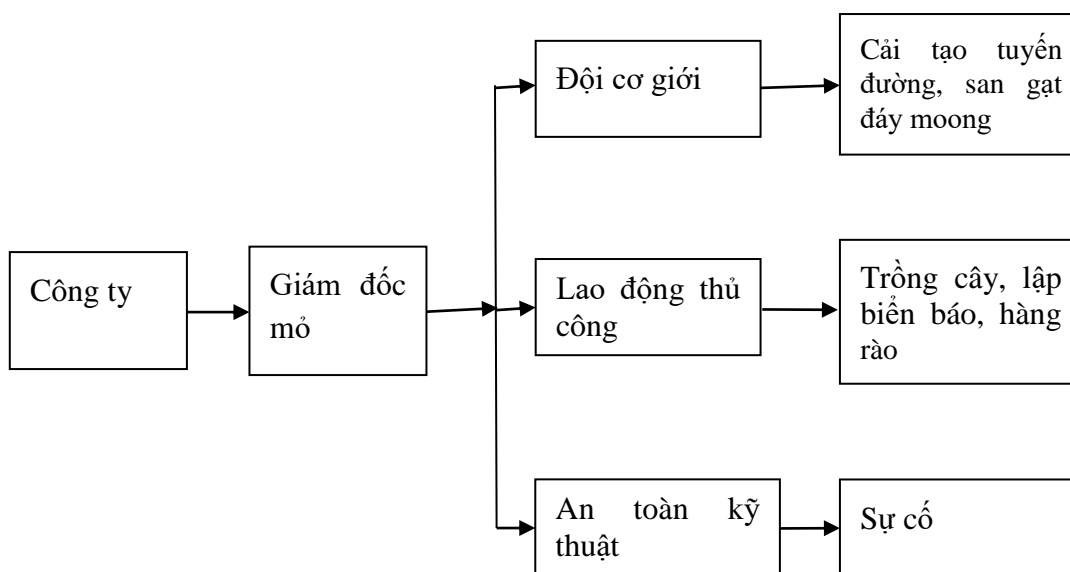 Công ty
Giám đốc
mỏ
Đội cơ giới
Cải tạo tuyến
đường, san gạt
đáy moong
Lao động thủ
công
Trồng cây, lập
biển báo, hàng
rào
An toàn kỹ
thuật
Sự cố